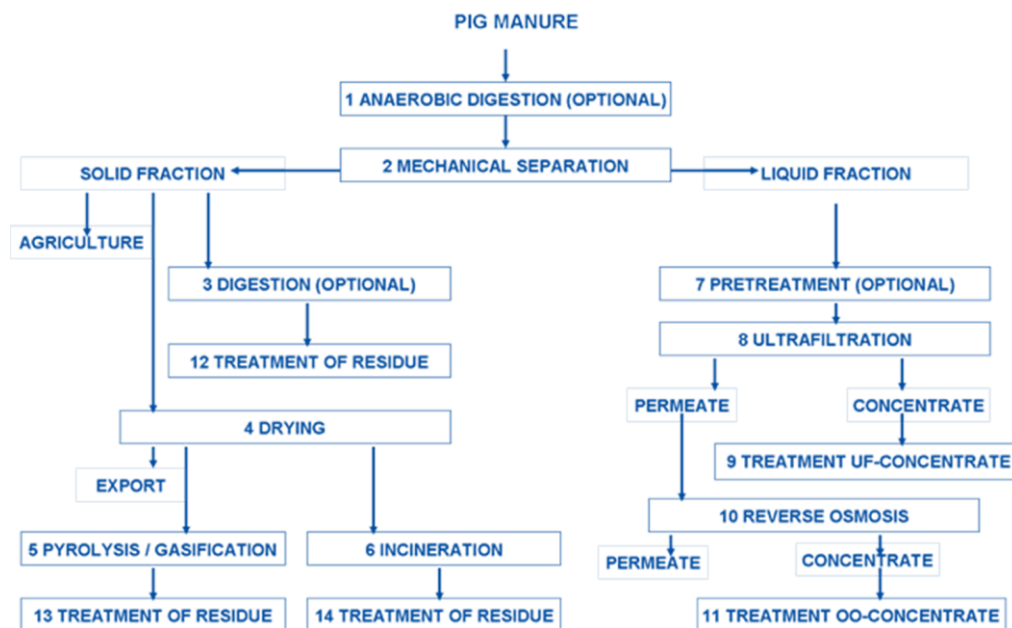 PIG MANURE
1 ANAEROBIC DIGESTION (OPTIONAL)
2 MECHANICAL SEPARATION
SOLID FRACTION
LIQUID FRACTION
AGRICULTURE
3 DIGESTION (OPTIONAL)
7 PRETREATMENT (OPTIONAL)
8 ULTRAFILTRATION
12 TREATMENT OF RESIDUE
PERMEATE
CONCENTRATE
4 DRYING
9 TREATMENT UF-CONCENTRATE
EXPORT
10 REVERSE OSMOSIS
5 PYROLYSIS / GASIFICATION
6 INCINERATION
PERMEATE
CONCENTRATE
13 TREATMENT OF RESIDUE
14 TREATMENT OF RESIDUE
11 TREATMENT OO-CONCENTRATE